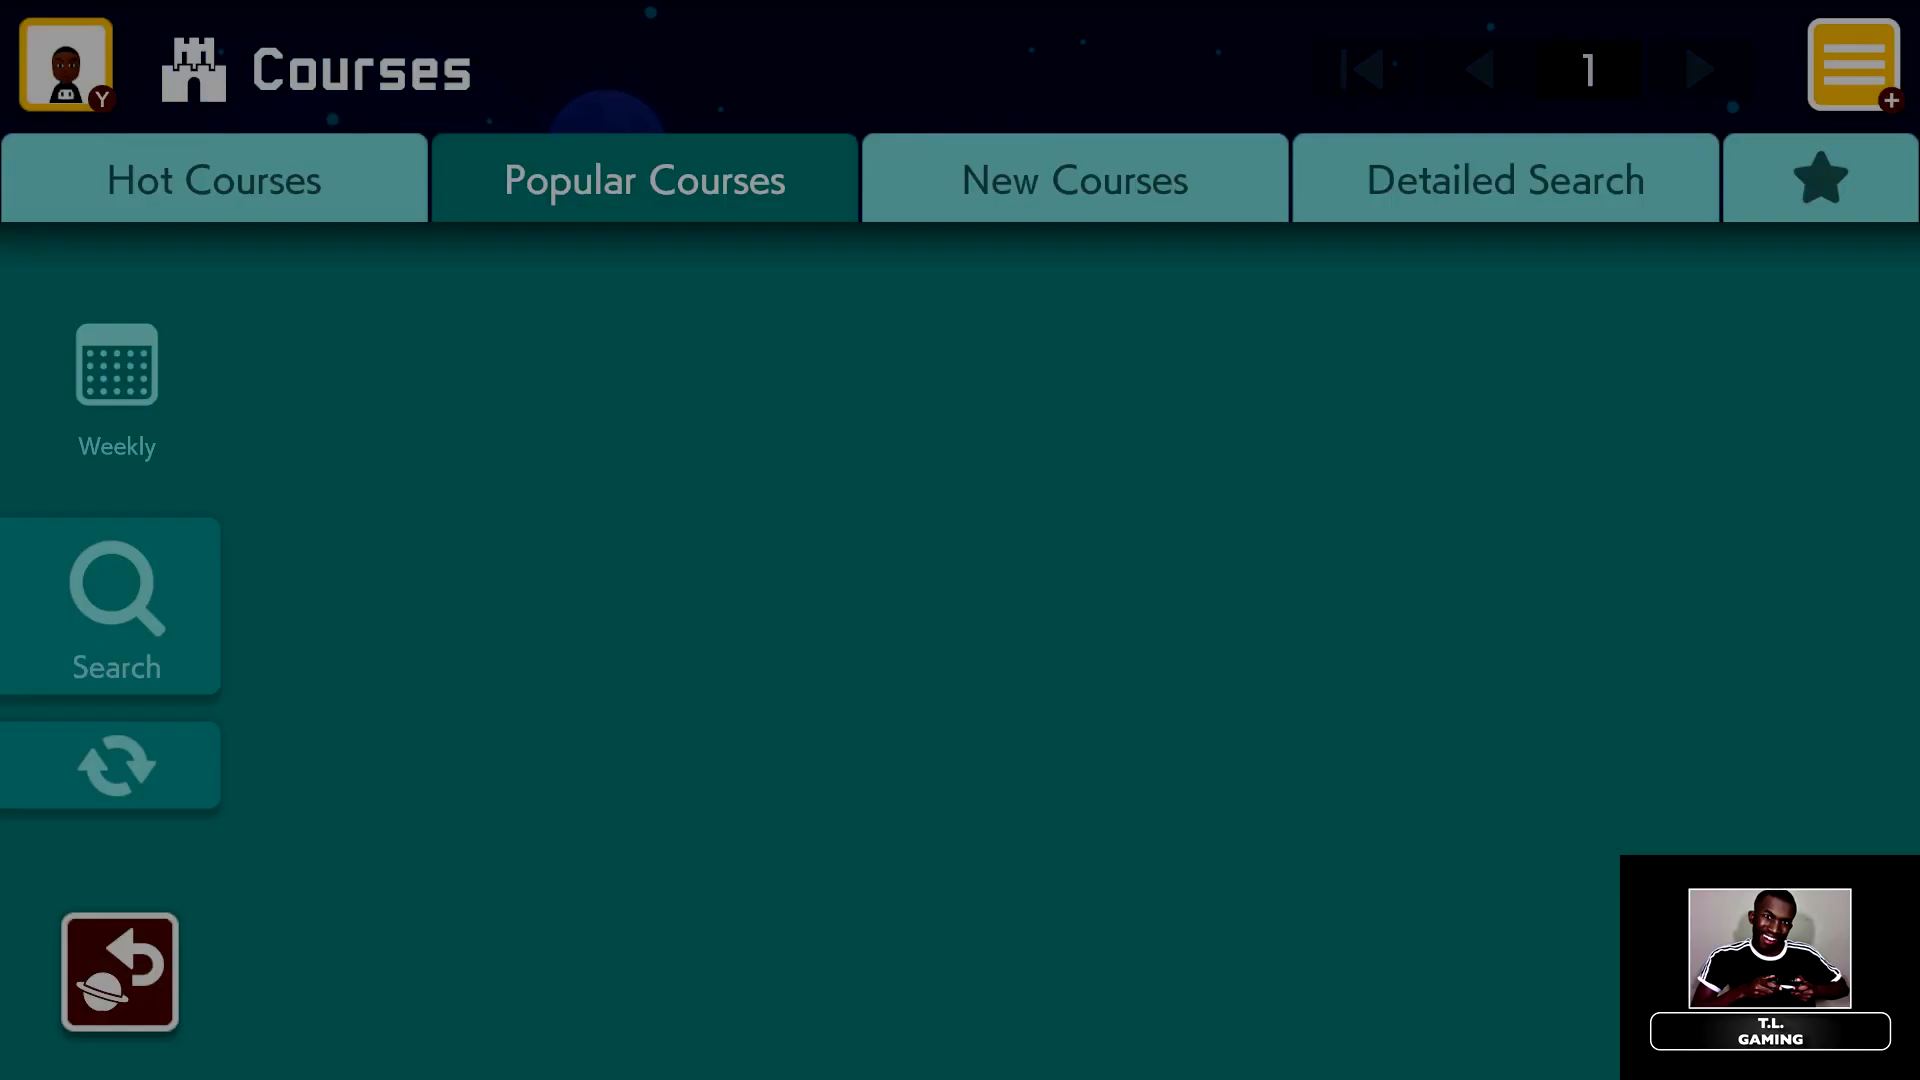 Y
Courses
1
+
Hot Courses
Popular Courses
New Courses
Detailed Search
Weekly
Search
T.L.
GAMING